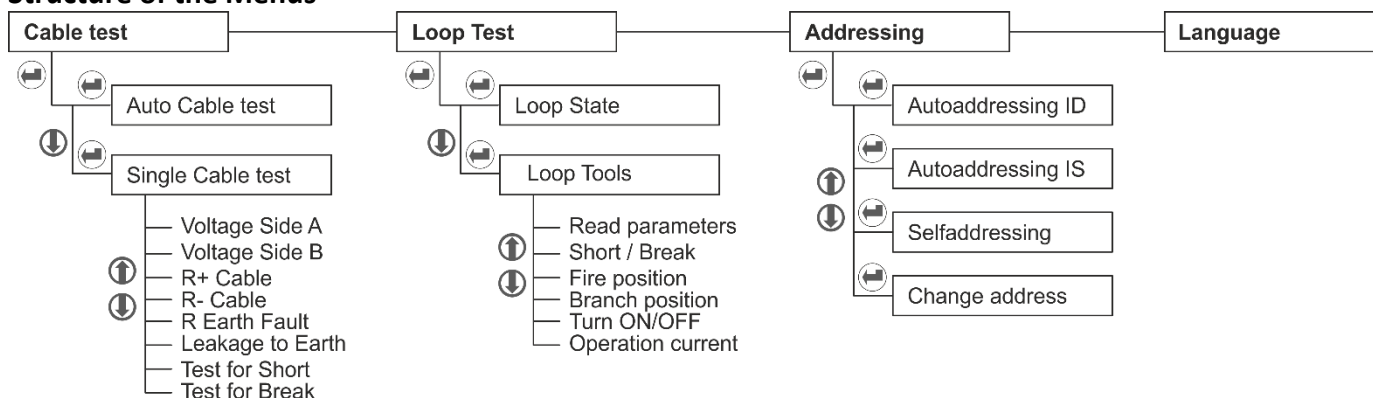 Structure of the Menus
Cable test
Auto Cable test
Single Cable test
Voltage Side A
Voltage Side B
R+ Cable
R- Cable
R Earth Fault
Leakage to Earth
Test for Short
Test for Break
Loop Test
Loop State
Loop Tools
Read parameters
Short / Break
Fire position
Branch position
Turn ON/OFF
Operation current
Addressing
Autoaddressing ID
Autoaddressing IS
Selfaddressing
Change address
Language